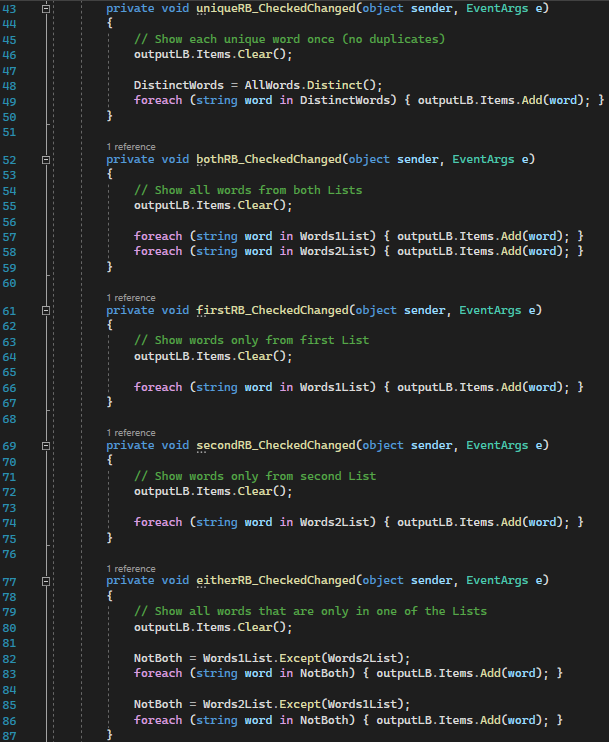 43 private void uniqueRB_CheckedChanged(object sender, EventArgs e)
44 {
45 // Show each unique word once (no duplicates)
46 outputLB.Items.Clear();
47
48 DistinctWords = AllWords.Distinct();
49 foreach (string word in DistinctWords) { outputLB.Items.Add(word); }
50 }
51
1 reference
52 private void bothRB_CheckedChanged(object sender, EventArgs e)
53 {
54 // Show all words from both Lists
55 outputLB.Items.Clear();
56
57 foreach (string word in Words1List) { outputLB.Items.Add(word); }
58 foreach (string word in Words2List) { outputLB.Items.Add(word); }
59 }
60
1 reference
61 private void firstRB_CheckedChanged(object sender, EventArgs e)
62 {
63 // Show words only from first List
64 outputLB.Items.Clear();
65
66 foreach (string word in Words1List) { outputLB.Items.Add(word); }
67 }
68
1 reference
69 private void secondRB_CheckedChanged(object sender, EventArgs e)
70 {
71 // Show words only from second List
72 outputLB.Items.Clear();
73
74 foreach (string word in Words2List) { outputLB.Items.Add(word); }
75 }
76
1 reference
77 private void eitherRB_CheckedChanged(object sender, EventArgs e)
78 {
79 // Show all words that are only in one of the Lists
80 outputLB.Items.Clear();
81
82 NotBoth = Words1List.Except(Words2List);
83 foreach (string word in NotBoth) { outputLB.Items.Add(word); }
84
85 NotBoth = Words2List.Except(Words1List);
86 foreach (string word in NotBoth) { outputLB.Items.Add(word); }
87 }